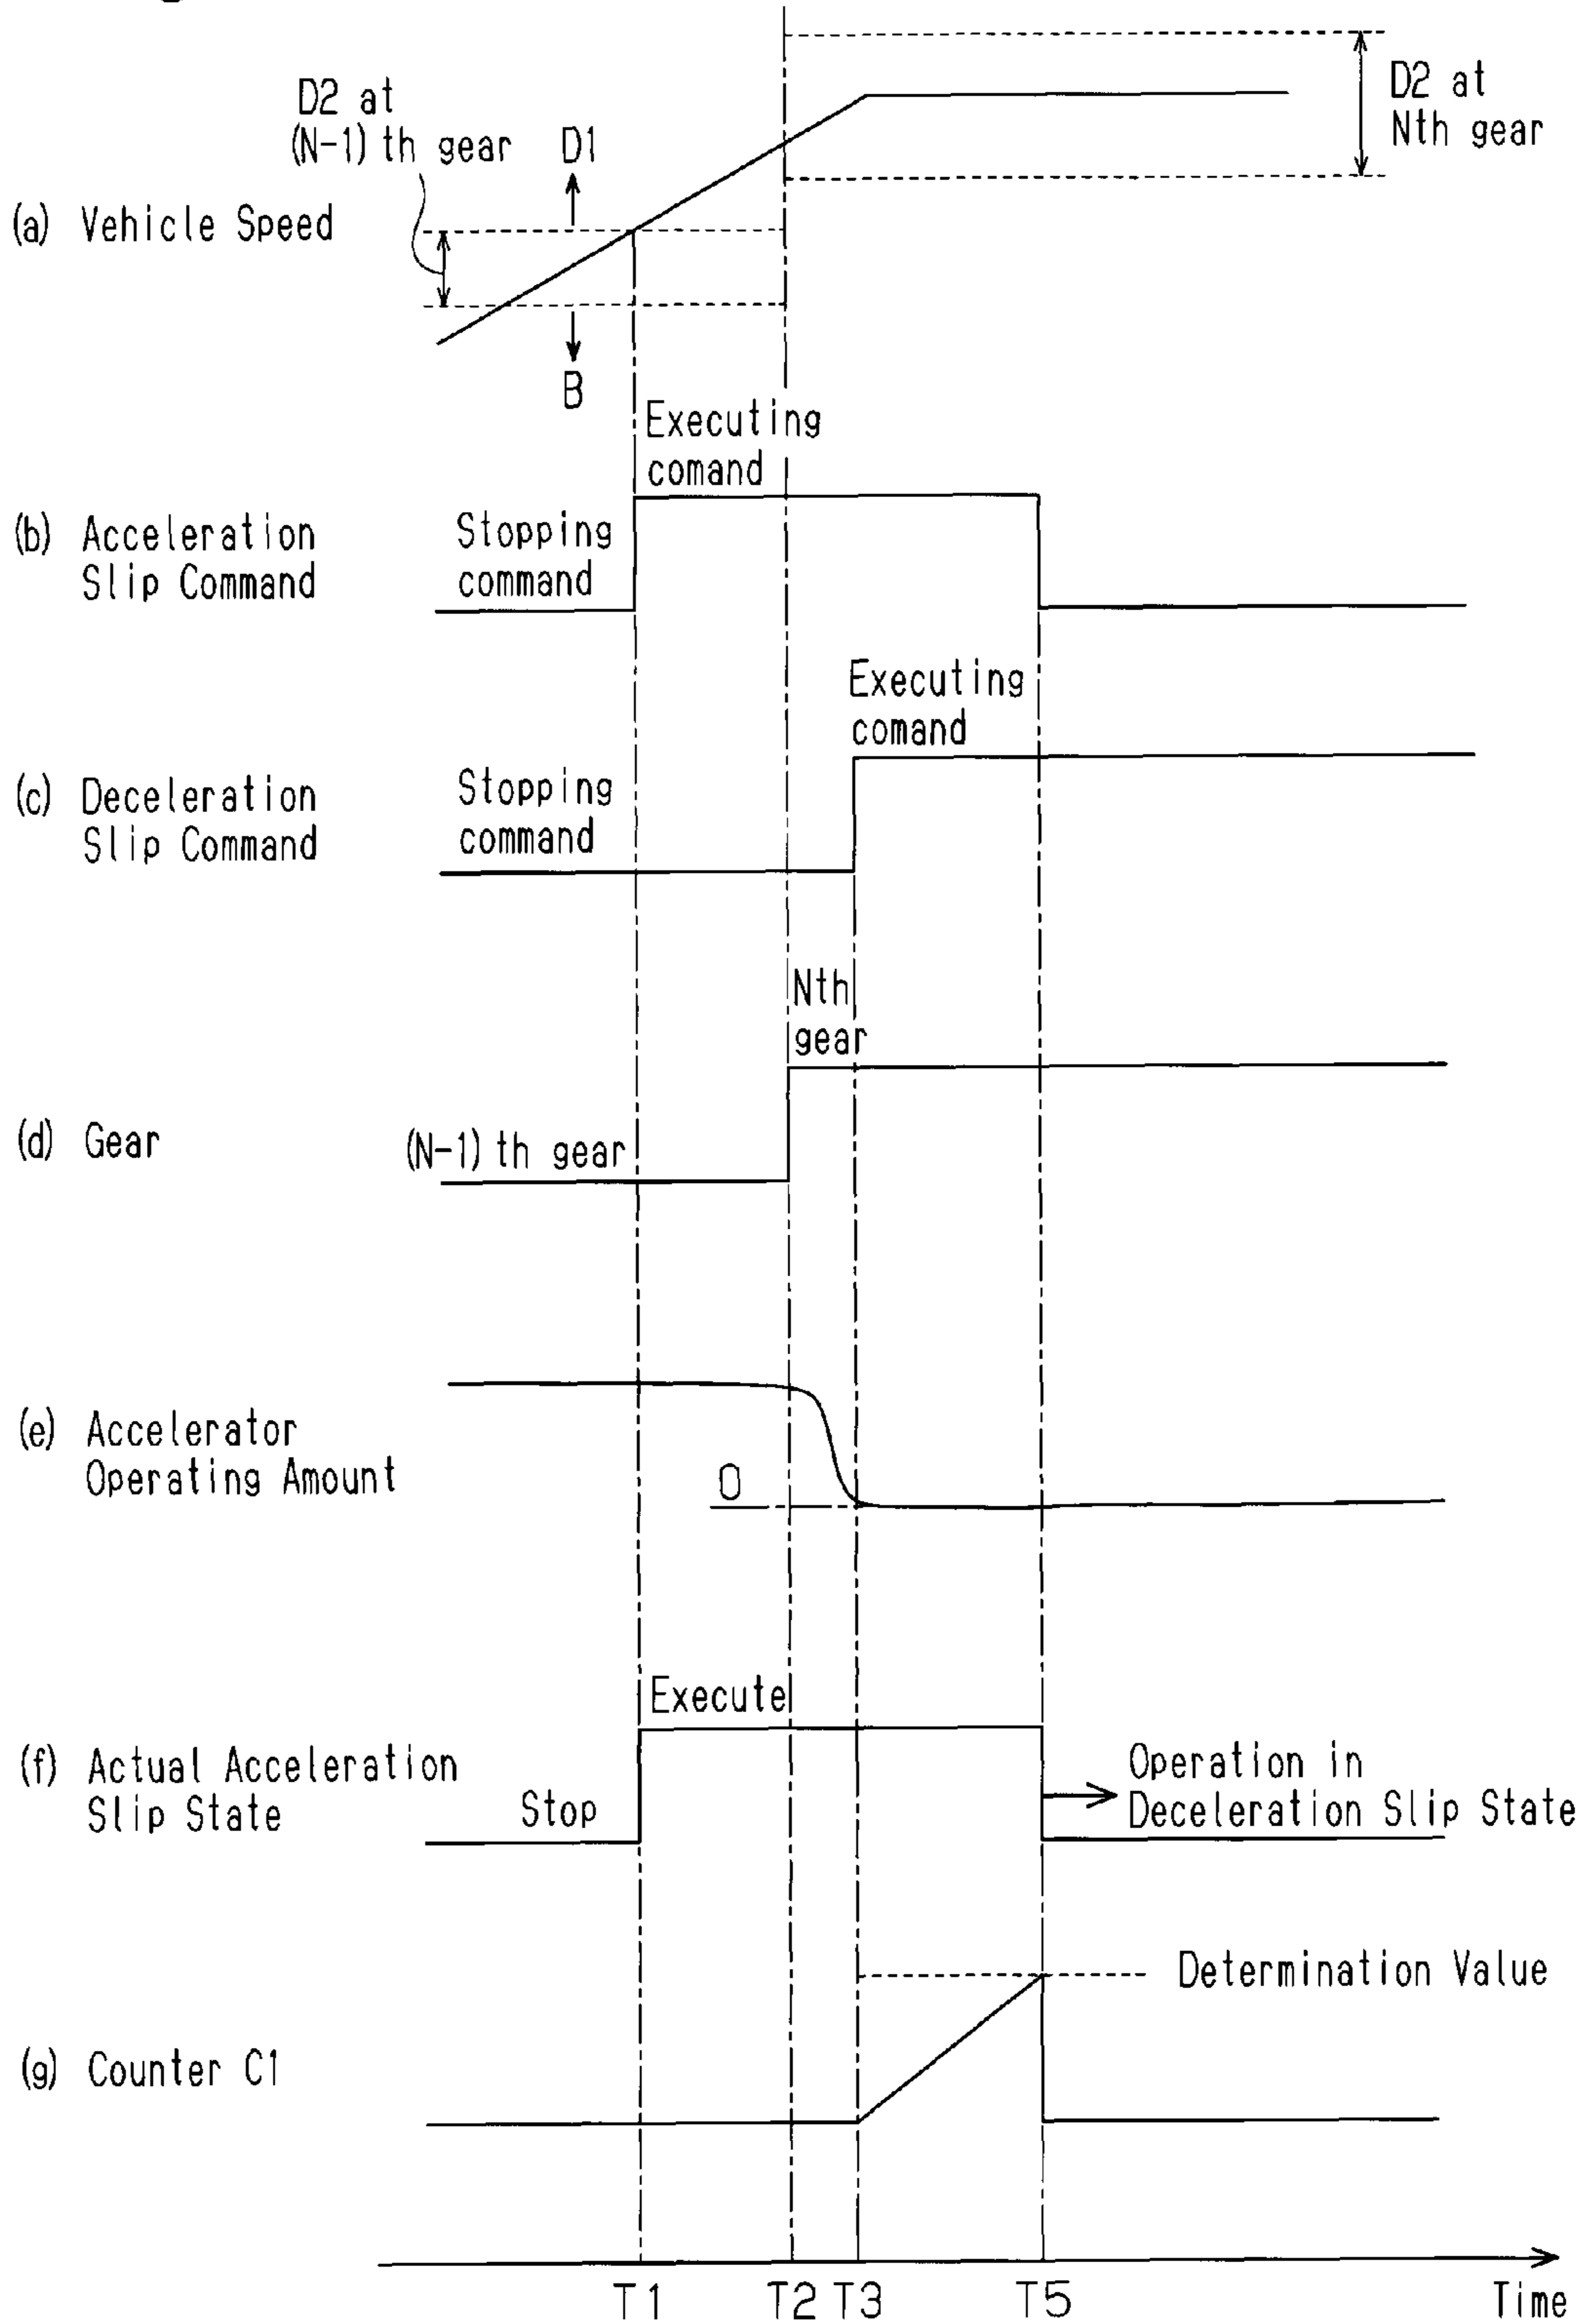 D2 at
(N-1) th gear
D1
D2 at
Nth gear
(a) Vehicle Speed
B
Executing
comand
(b) Acceleration
Slip Command
Stopping
command
Executing
comand
(c) Deceleration
Slip Command
Stopping
command
Nth
gear
(d) Gear
(N-1) th gear
(e) Accelerator
Operating Amount
0
Execute
(f) Actual Acceleration
Slip State
Stop
Operation in
Deceleration Slip State
Determination Value
(g) Counter C1
T1 T2 T3 T5 Time